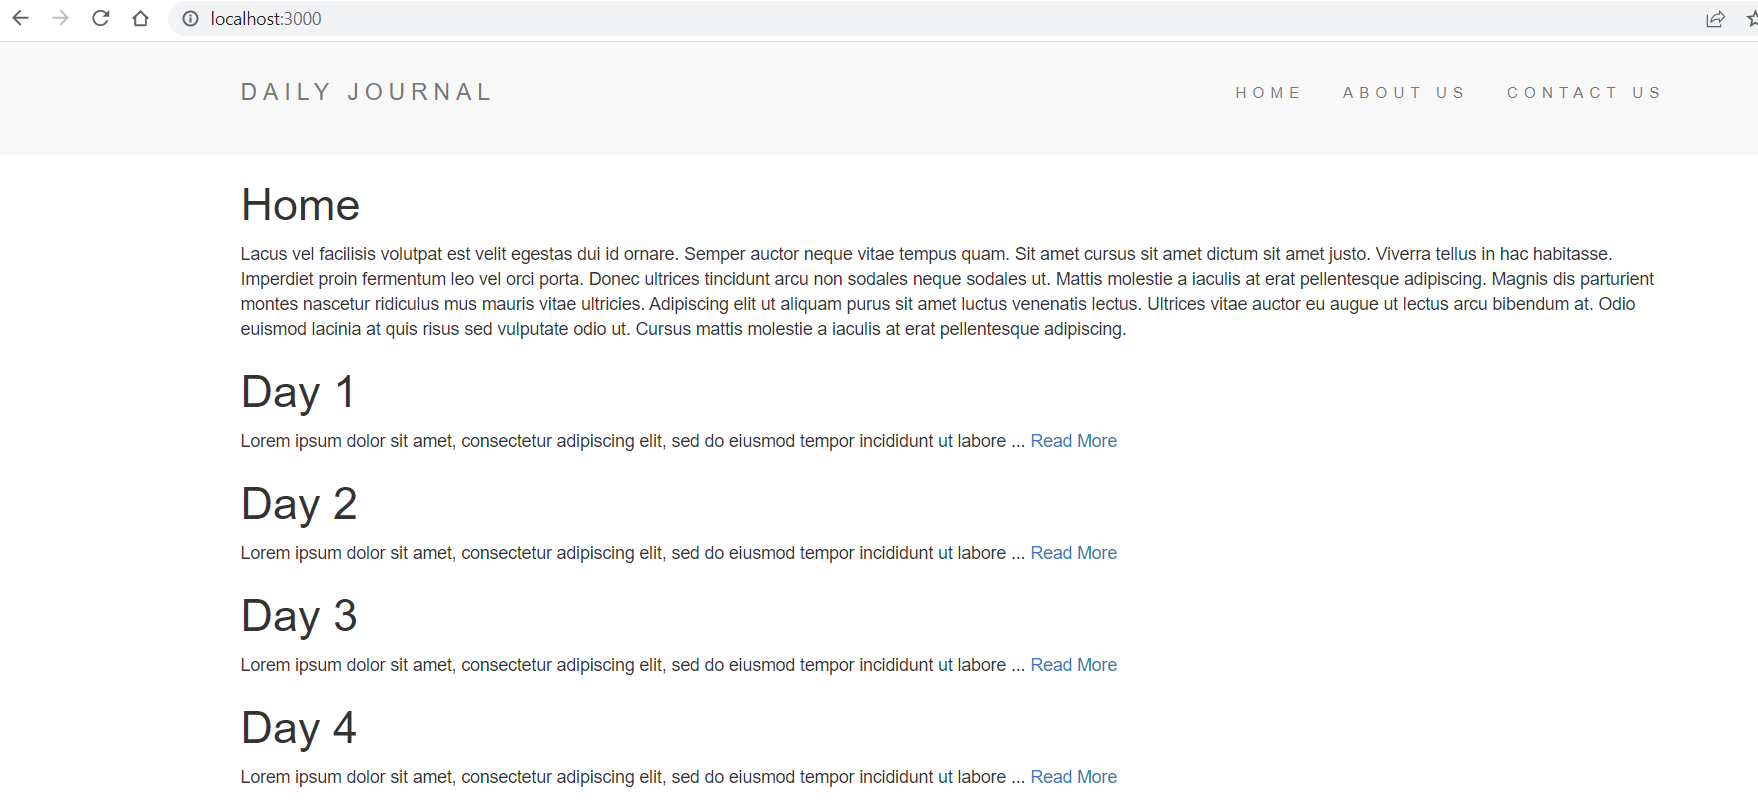 localhost:3000
DAILY JOURNAL
HOME ABOUT US CONTACT US
Home
Lacus vel facilisis volutpat est velit egestas dui id ornare. Semper auctor neque vitae tempus quam. Sit amet cursus sit amet dictum sit amet justo. Viverra tellus in hac habitasse.
Imperdiet proin fermentum leo vel orci porta. Donec ultrices tincidunt arcu non sodales neque sodales ut. Mattis molestie a iaculis at erat pellentesque adipiscing. Magnis dis parturient
montes nascetur ridiculus mus mauris vitae ultricies. Adipiscing elit ut aliquam purus sit amet luctus venenatis lectus. Ultrices vitae auctor eu augue ut lectus arcu bibendum at. Odio
euismod lacinia at quis risus sed vulputate odio ut. Cursus mattis molestie a iaculis at erat pellentesque adipiscing.
Day 1
Lorem ipsum dolor sit amet, consectetur adipiscing elit, sed do eiusmod tempor incididunt ut labore ... Read More
Day 2
Lorem ipsum dolor sit amet, consectetur adipiscing elit, sed do eiusmod tempor incididunt ut labore ... Read More
Day 3
Lorem ipsum dolor sit amet, consectetur adipiscing elit, sed do eiusmod tempor incididunt ut labore ... Read More
Day 4
Lorem ipsum dolor sit amet, consectetur adipiscing elit, sed do eiusmod tempor incididunt ut labore ... Read More